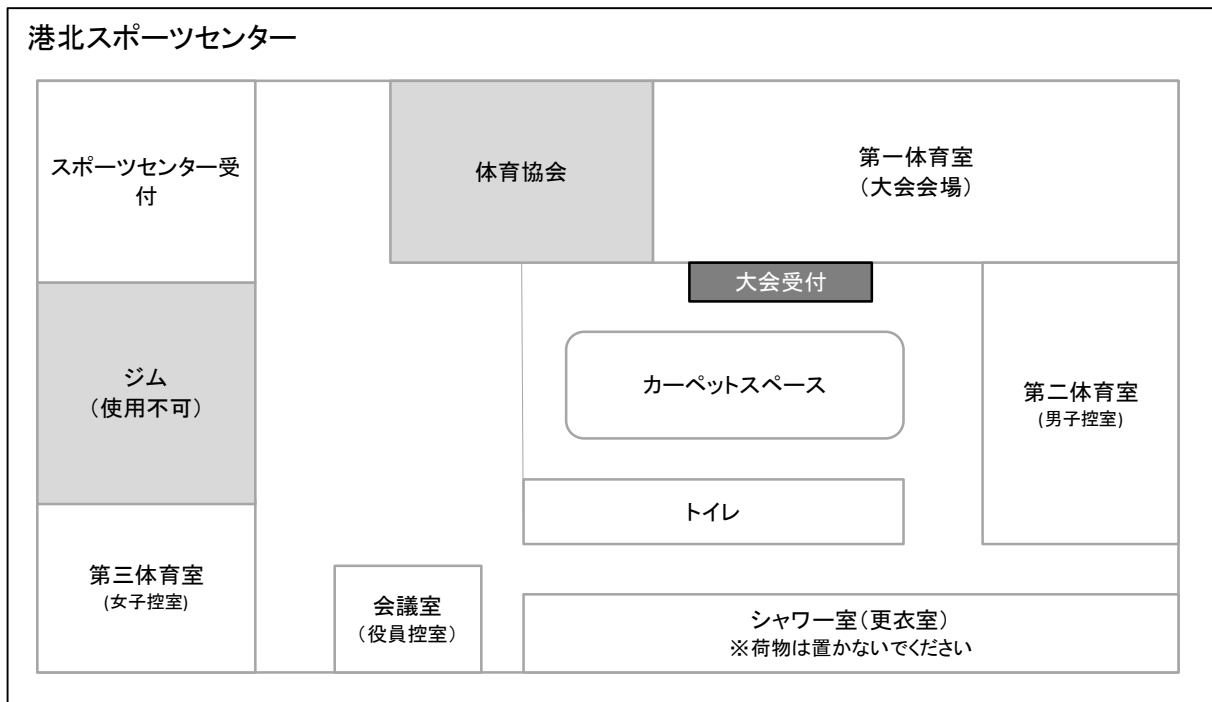 港北スポーツセンター
スポーツセンター受
付
体育協会
第一体育室
（大会会場）
大会受付
ジム
（使用不可）
カーペットスペース
第二体育室
(男子控室)
トイレ
第三体育室
(女子控室)
会議室
（役員控室）
シャワー室（更衣室）
※荷物は置かないでください